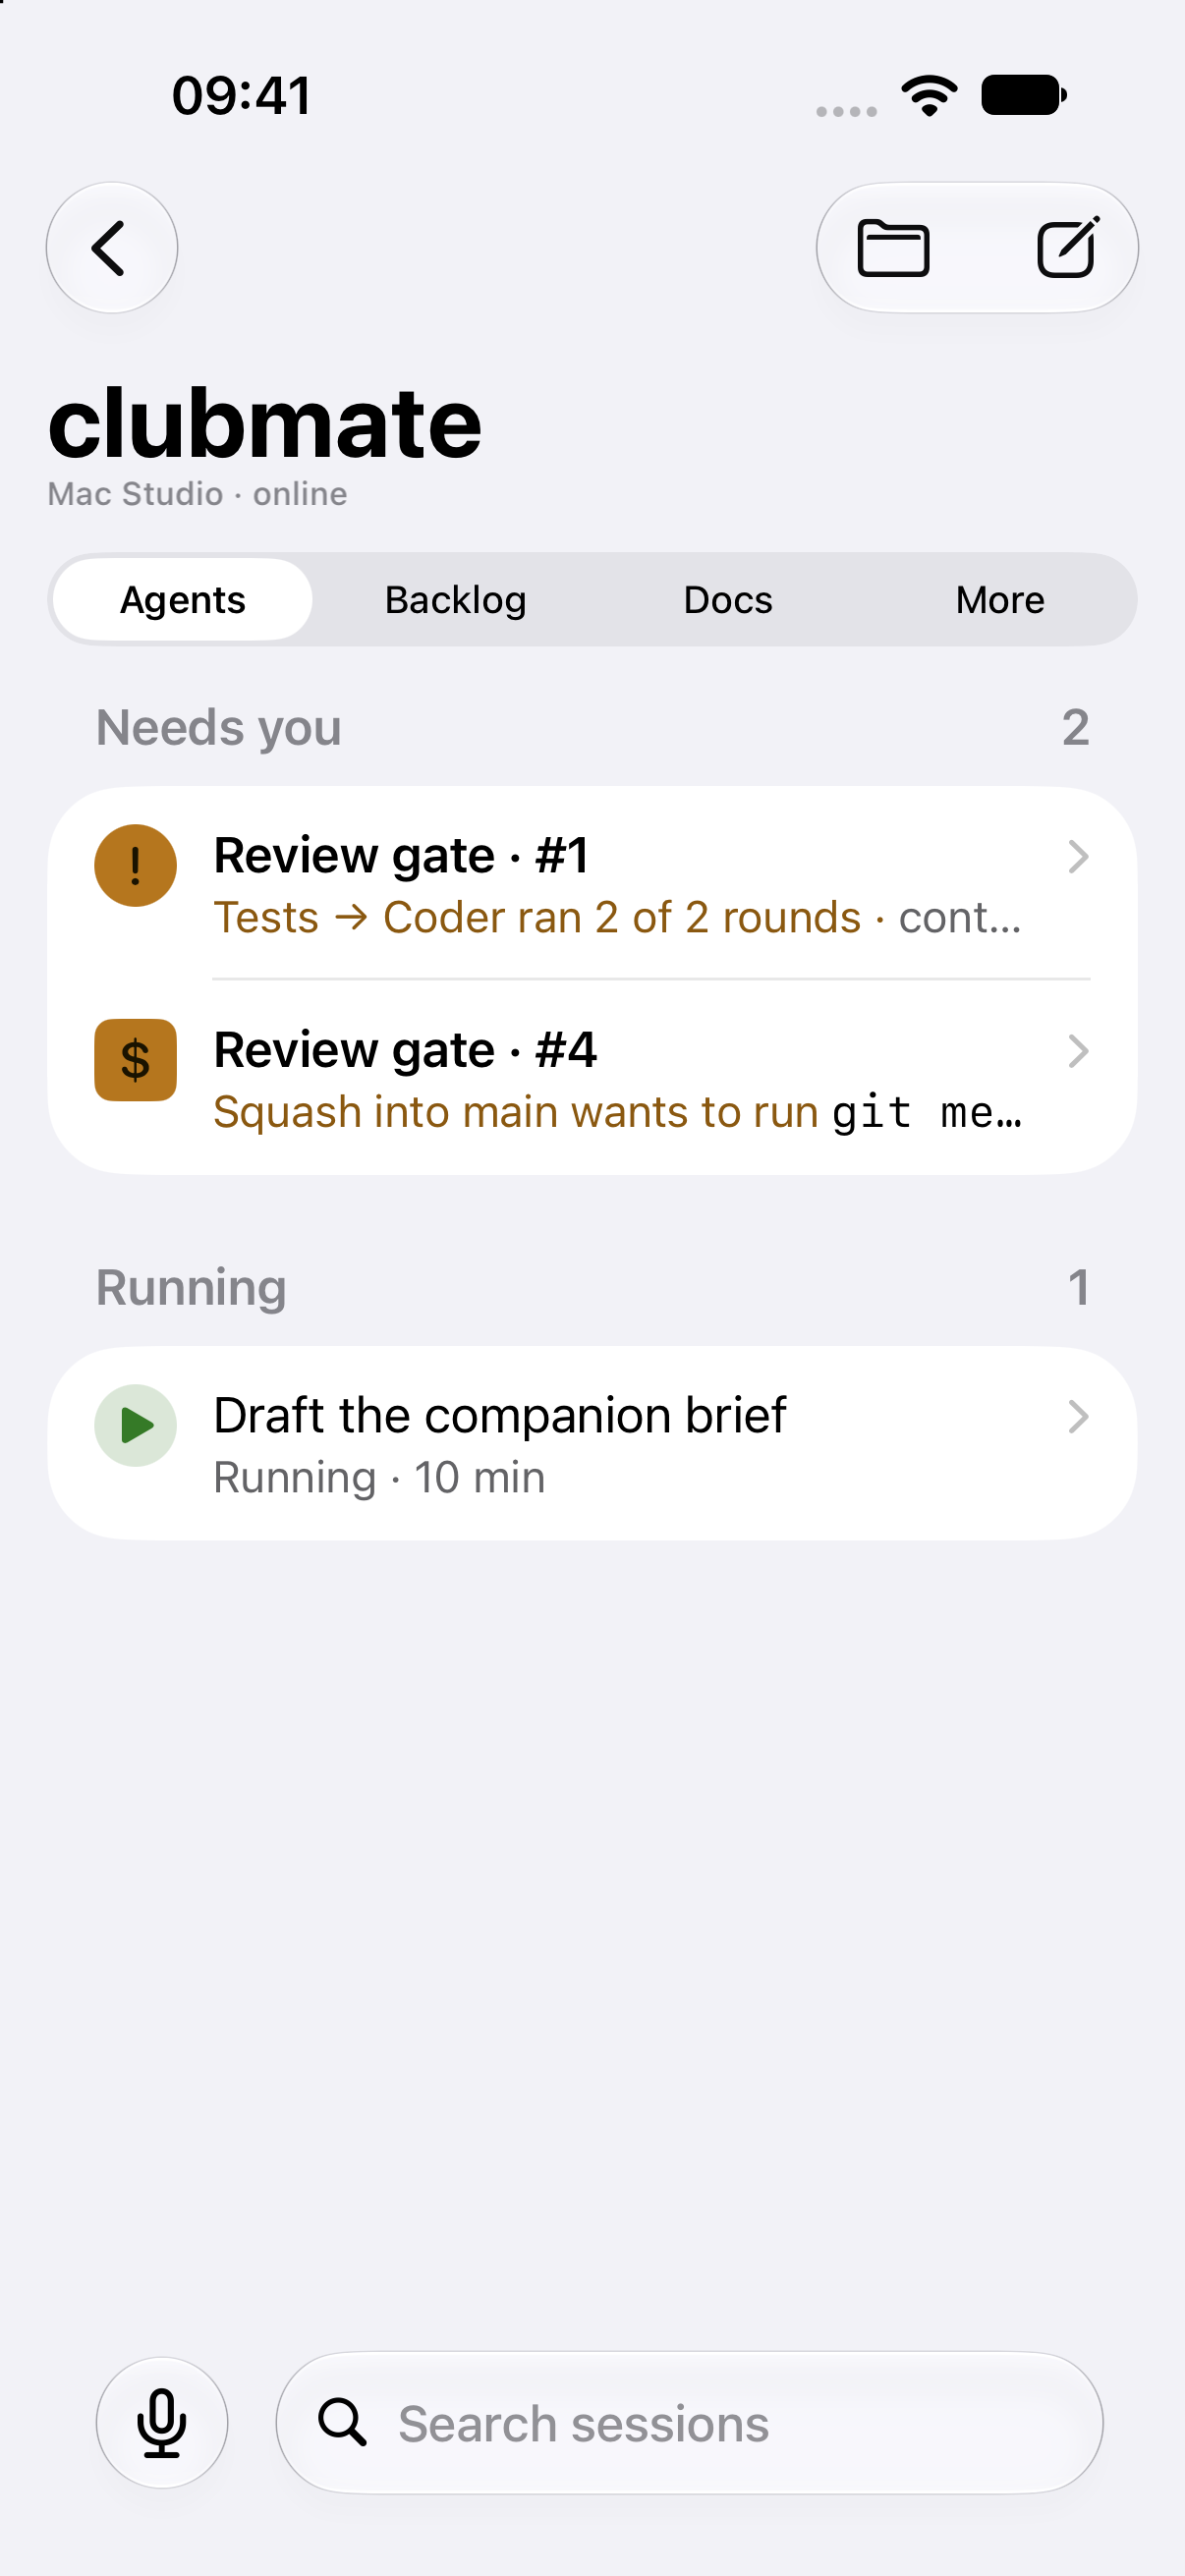 09:41
clubmate
Mac Studio · online
Agents Backlog Docs More
Needs you 2
! Review gate · #1
Tests → Coder ran 2 of 2 rounds · cont...
$ Review gate · #4
Squash into main wants to run git me...
Running 1
Draft the companion brief
Running · 10 min
Search sessions